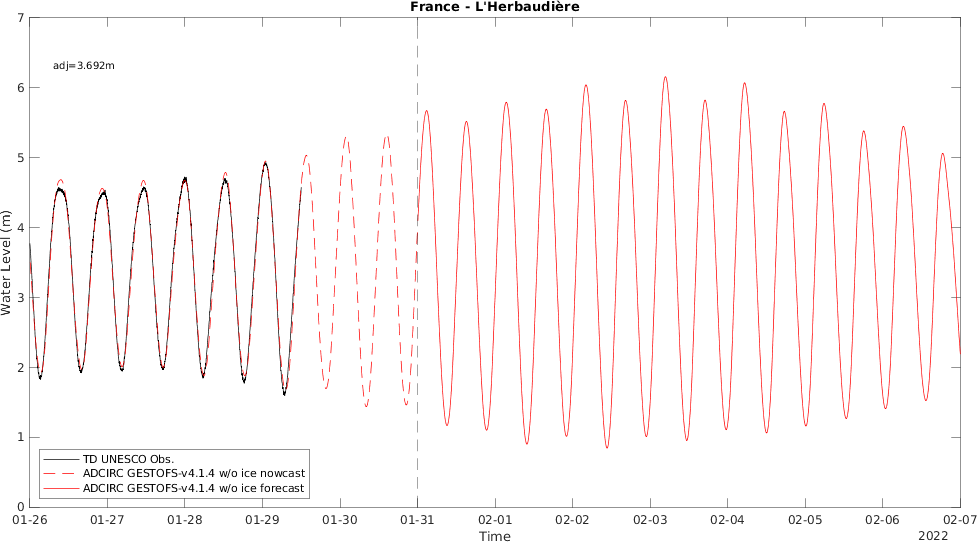 France - L'Herbaudière
7
adj=3.692m
6
5
4
3
2
1
0
Water Level (m)
TD UNESCO Obs.
ADCIRC GESTOFS-v4.1.4 w/o ice nowcast
ADCIRC GESTOFS-v4.1.4 w/o ice forecast
01-26 01-27 01-28 01-29 01-30 01-31 02-01 02-02 02-03 02-04 02-05 02-06 02-07
Time
2022